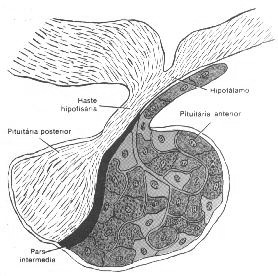 Hipotálamo
Haste
hipofisária
Pituitária anterior
Pituitária posterior
Pars
intermedia